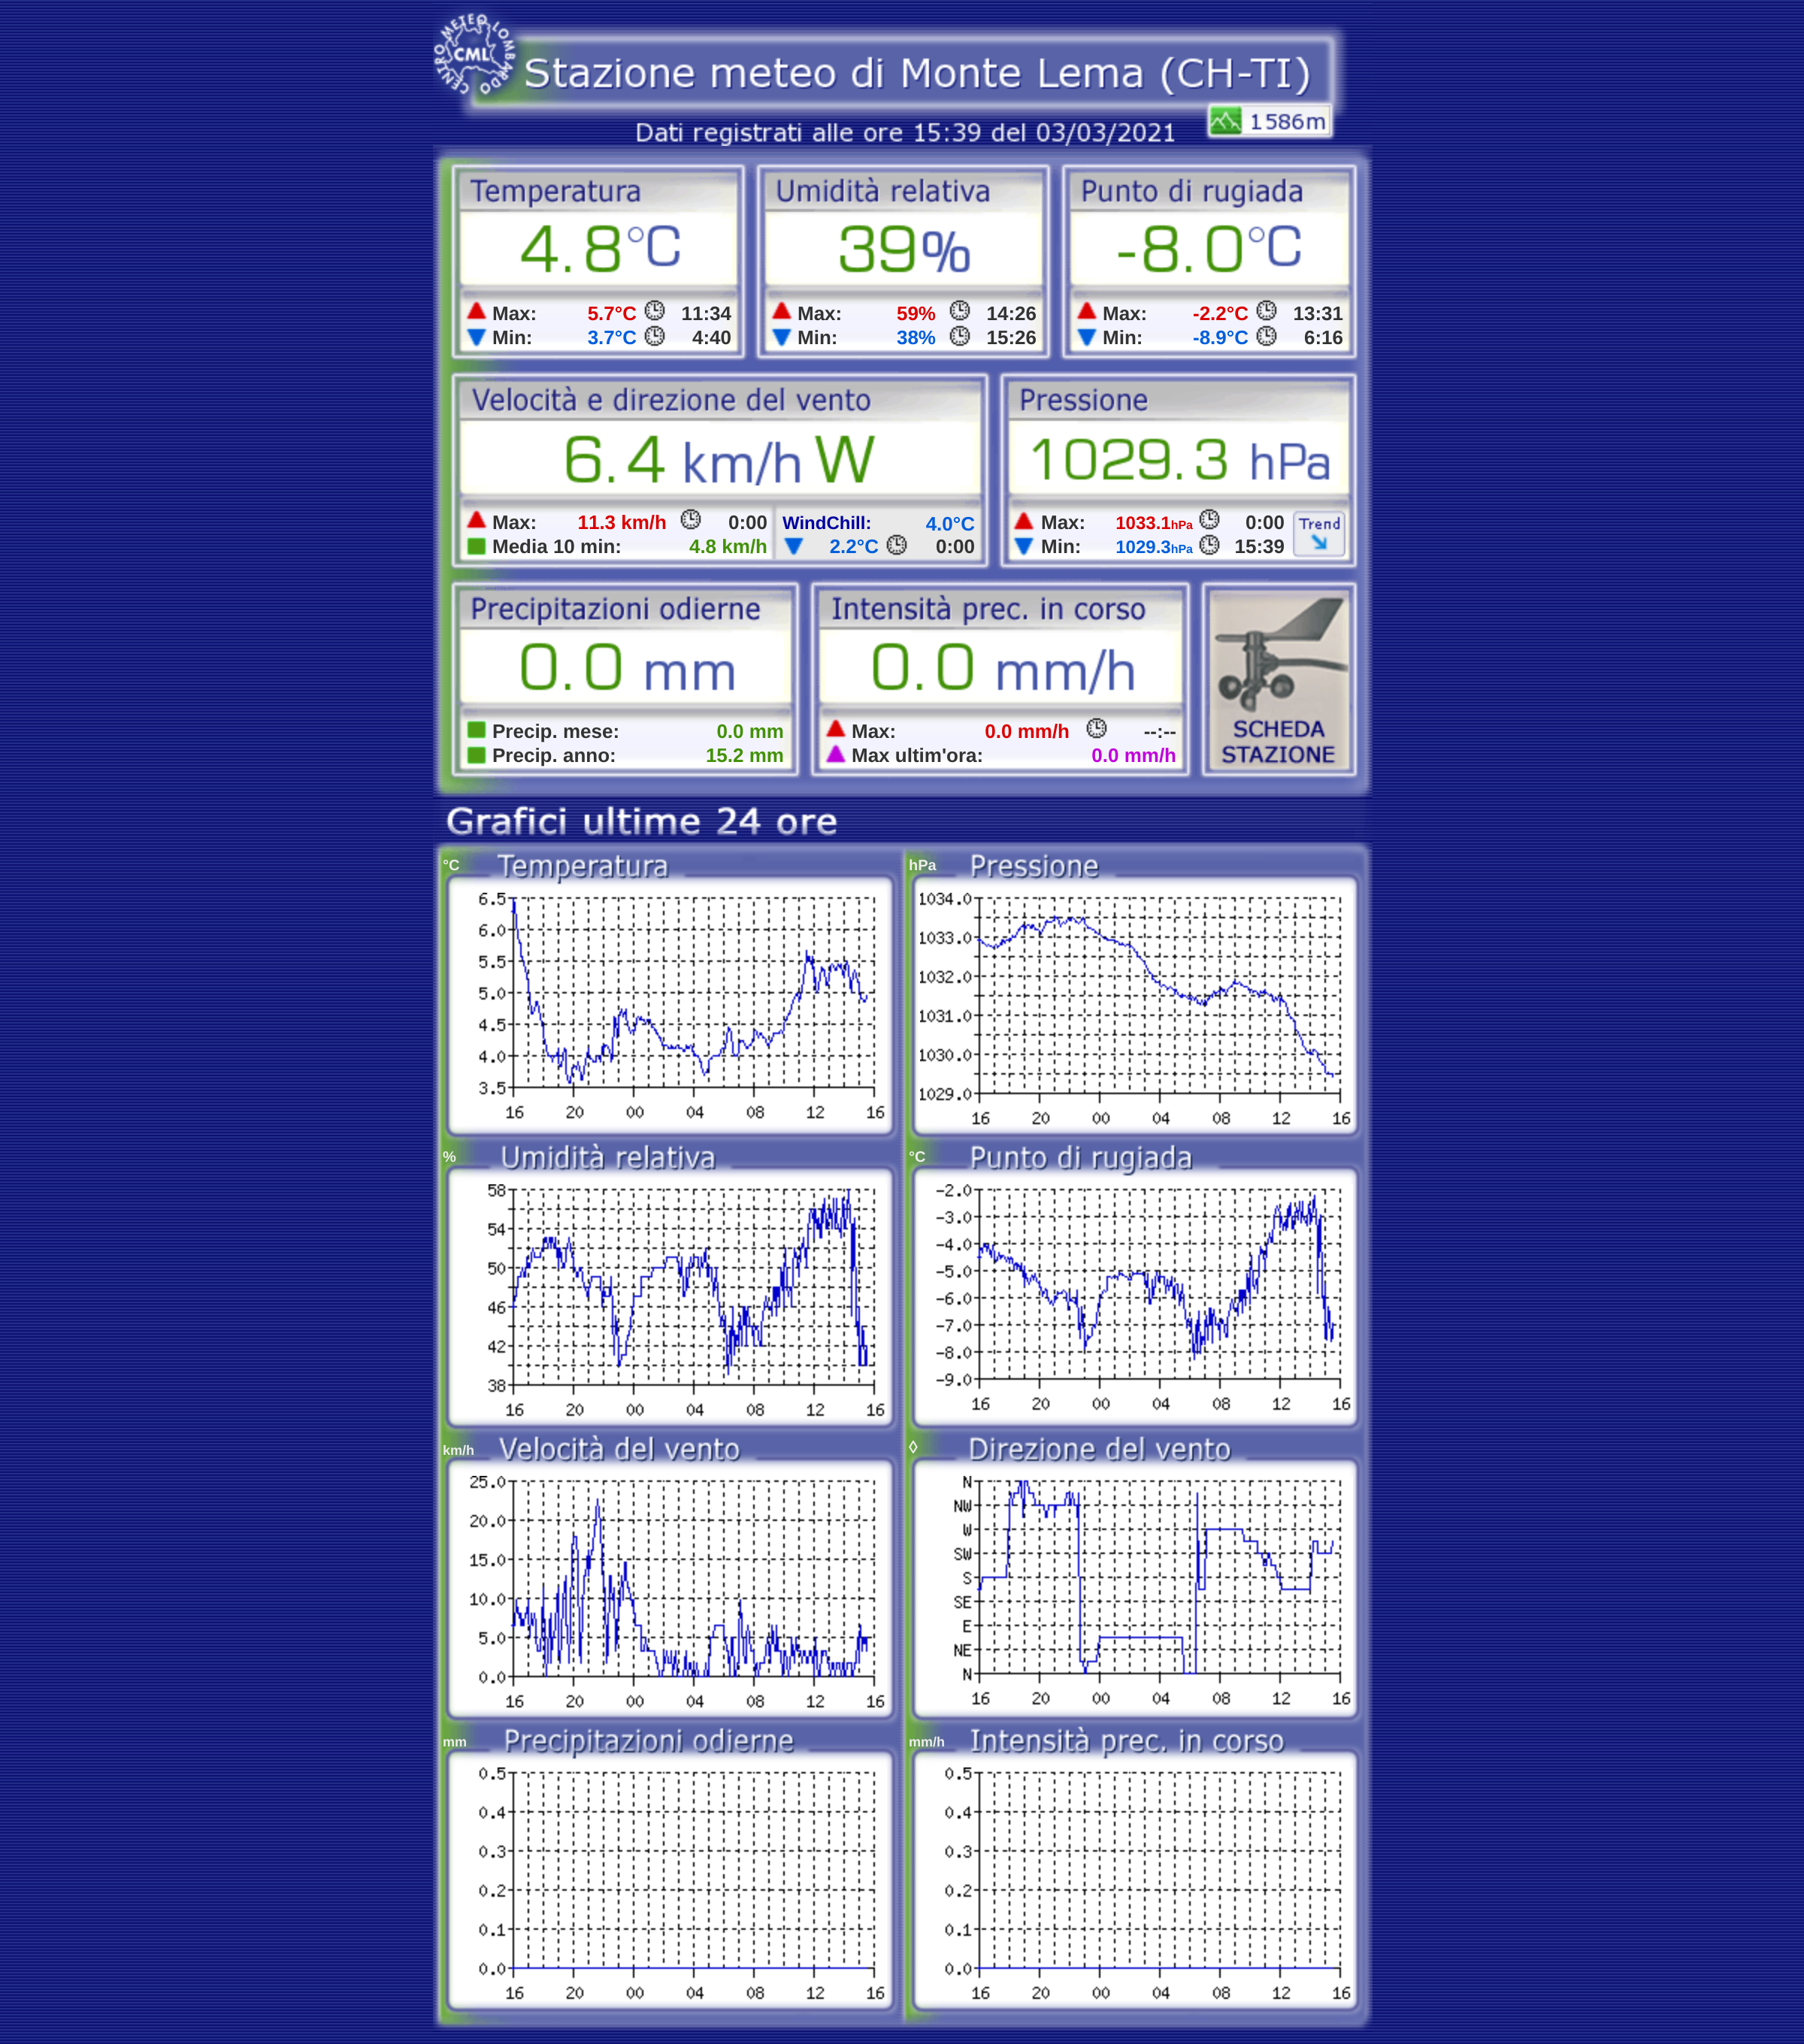 CENTRO METEO LOMBARDO
CML
Stazione meteo di Monte Lema (CH-TI)
1586m
Dati registrati alle ore 15:39 del 03/03/2021
Temperatura
4.8°C
Max: 5.7°C 11:34
Min: 3.7°C 4:40
Umidità relativa
39%
Max: 59% 14:26
Min: 38% 15:26
Punto di rugiada
-8.0°C
Max: -2.2°C 13:31
Min: -8.9°C 6:16
Velocità e direzione del vento
6.4 km/h W
Max: 11.3 km/h 0:00
Media 10 min: 4.8 km/h
WindChill: 4.0°C
2.2°C 0:00
Pressione
1029.3 hPa
Max: 1033.1hPa 0:00
Min: 1029.3hPa 15:39
Trend
Precipitazioni odierne
0.0 mm
Precip. mese: 0.0 mm
Precip. anno: 15.2 mm
Intensità prec. in corso
0.0 mm/h
Max: 0.0 mm/h --:--
Max ultim'ora: 0.0 mm/h
SCHEDA
STAZIONE
Grafici ultime 24 ore
°C Temperatura
6.5
6.0
5.5
5.0
4.5
4.0
3.5
16 20 00 04 08 12 16
hPa Pressione
1034.0
1033.0
1032.0
1031.0
1030.0
1029.0
16 20 00 04 08 12 16
% Umidità relativa
58
54
50
46
42
38
16 20 00 04 08 12 16
°C Punto di rugiada
-2.0
-3.0
-4.0
-5.0
-6.0
-7.0
-8.0
-9.0
16 20 00 04 08 12 16
km/h Velocità del vento
25.0
20.0
15.0
10.0
5.0
0.0
16 20 00 04 08 12 16
◊ Direzione del vento
N
NW
W
SW
S
SE
E
NE
N
16 20 00 04 08 12 16
mm Precipitazioni odierne
0.5
0.4
0.3
0.2
0.1
0.0
16 20 00 04 08 12 16
mm/h Intensità prec. in corso
0.5
0.4
0.3
0.2
0.1
0.0
16 20 00 04 08 12 16